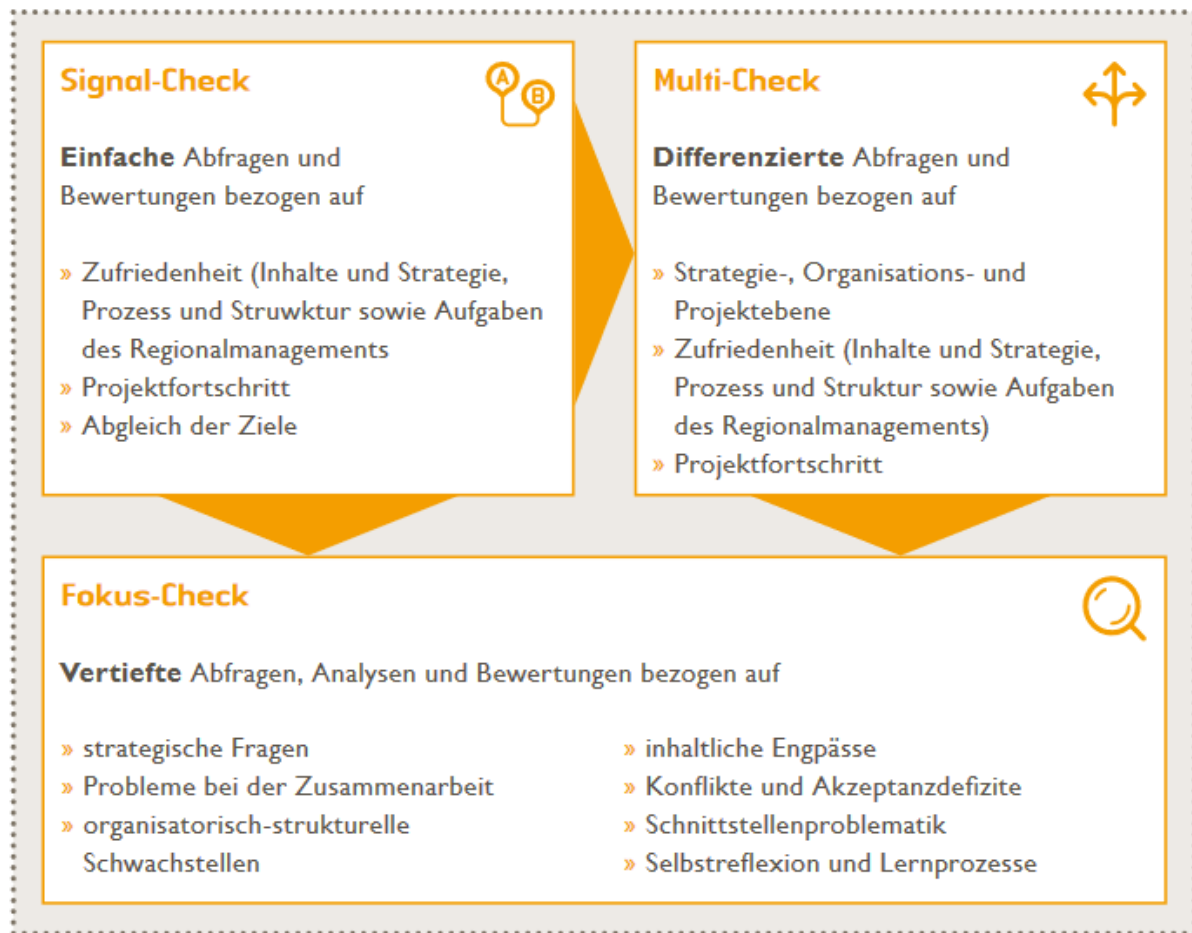 Signal-Check
A
B
Einfache Abfragen und
Bewertungen bezogen auf
» Zufriedenheit (Inhalte und Strategie,
Prozess und Struwktur sowie Aufgaben
des Regionalmanagements
» Projektfortschritt
» Abgleich der Ziele
Multi-Check
Differenzierte Abfragen und
Bewertungen bezogen auf
» Strategie-, Organisations- und
Projektebene
» Zufriedenheit (Inhalte und Strategie,
Prozess und Struktur sowie Aufgaben
des Regionalmanagements)
» Projektfortschritt
Fokus-Check
Vertiefte Abfragen, Analysen und Bewertungen bezogen auf
» strategische Fragen
» Probleme bei der Zusammenarbeit
» organisatorisch-strukturelle
Schwachstellen
» inhaltliche Engpässe
» Konflikte und Akzeptanzdefizite
» Schnittstellenproblematik
» Selbstreflexion und Lernprozesse